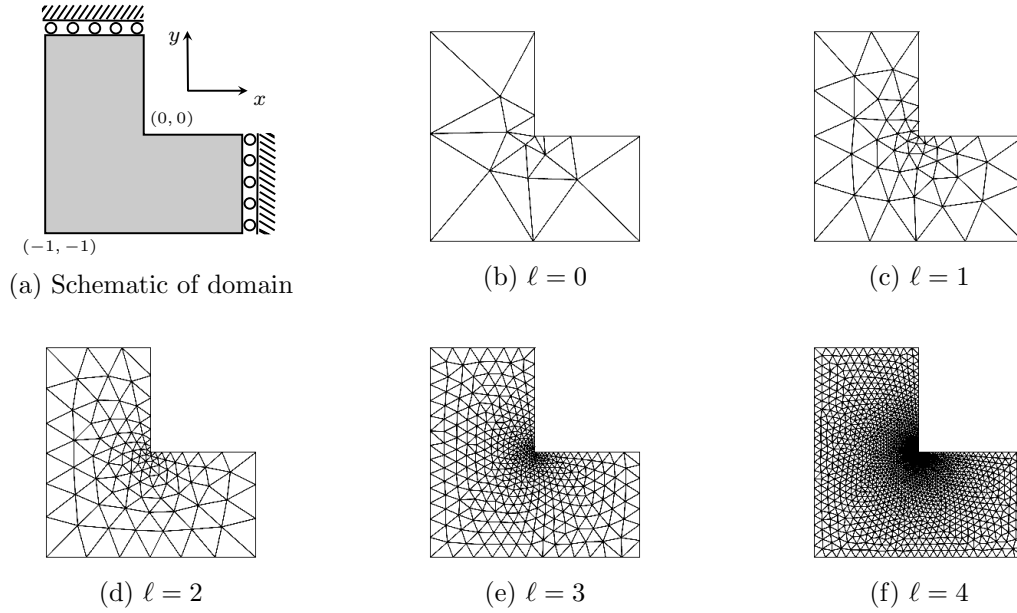 y
x
(0, 0)
(−1, −1)
(a) Schematic of domain
(b) ℓ = 0
(c) ℓ = 1
(d) ℓ = 2
(e) ℓ = 3
(f) ℓ = 4